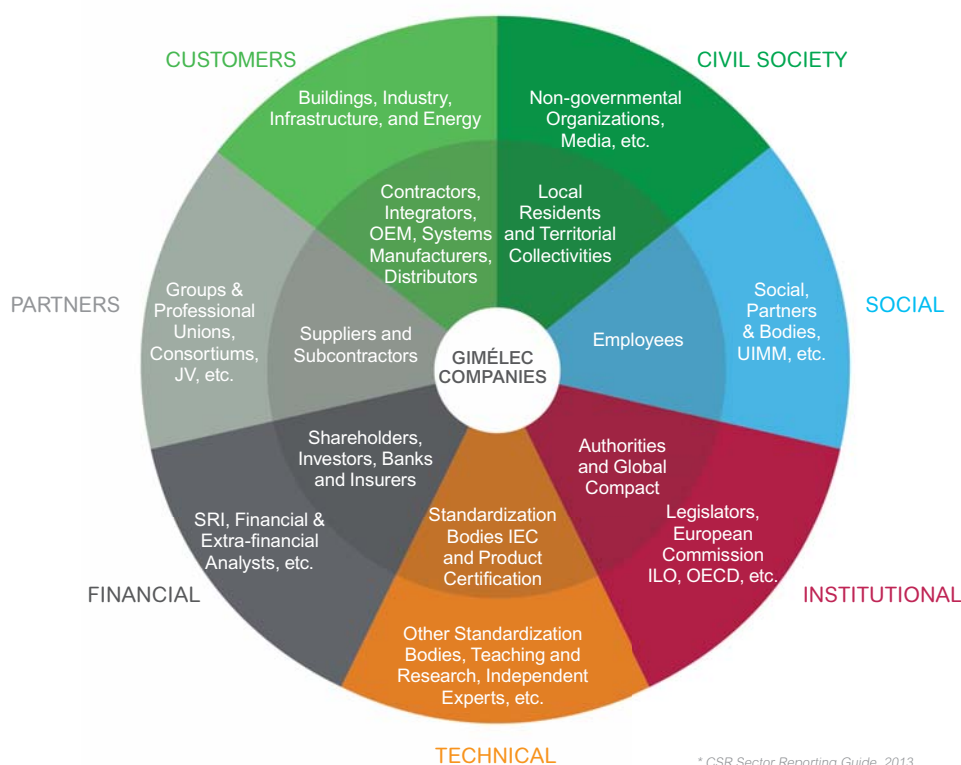 CUSTOMERS
Buildings, Industry,
Infrastructure, and Energy
Contractors,
Integrators,
OEM, Systems
Manufacturers,
Distributors
CIVIL SOCIETY
Non-governmental
Organizations,
Media, etc.
Local
Residents
and Territorial
Collectivities
PARTNERS
Groups &
Professional
Unions,
Consortiums,
JV, etc.
Suppliers and
Subcontractors
GIMÉLEC
COMPANIES
Employees
Social,
Partners
& Bodies,
UIMM, etc.
SOCIAL
Shareholders,
Investors, Banks
and Insurers
SRI, Financial &
Extra-financial
Analysts, etc.
FINANCIAL
Standardization
Bodies IEC
and Product
Certification
Other Standardization
Bodies, Teaching and
Research, Independent
Experts, etc.
TECHNICAL
Authorities
and Global
Compact
Legislators,
European
Commission
ILO, OECD, etc.
INSTITUTIONAL
* CSR Sector Reporting Guide, 2013